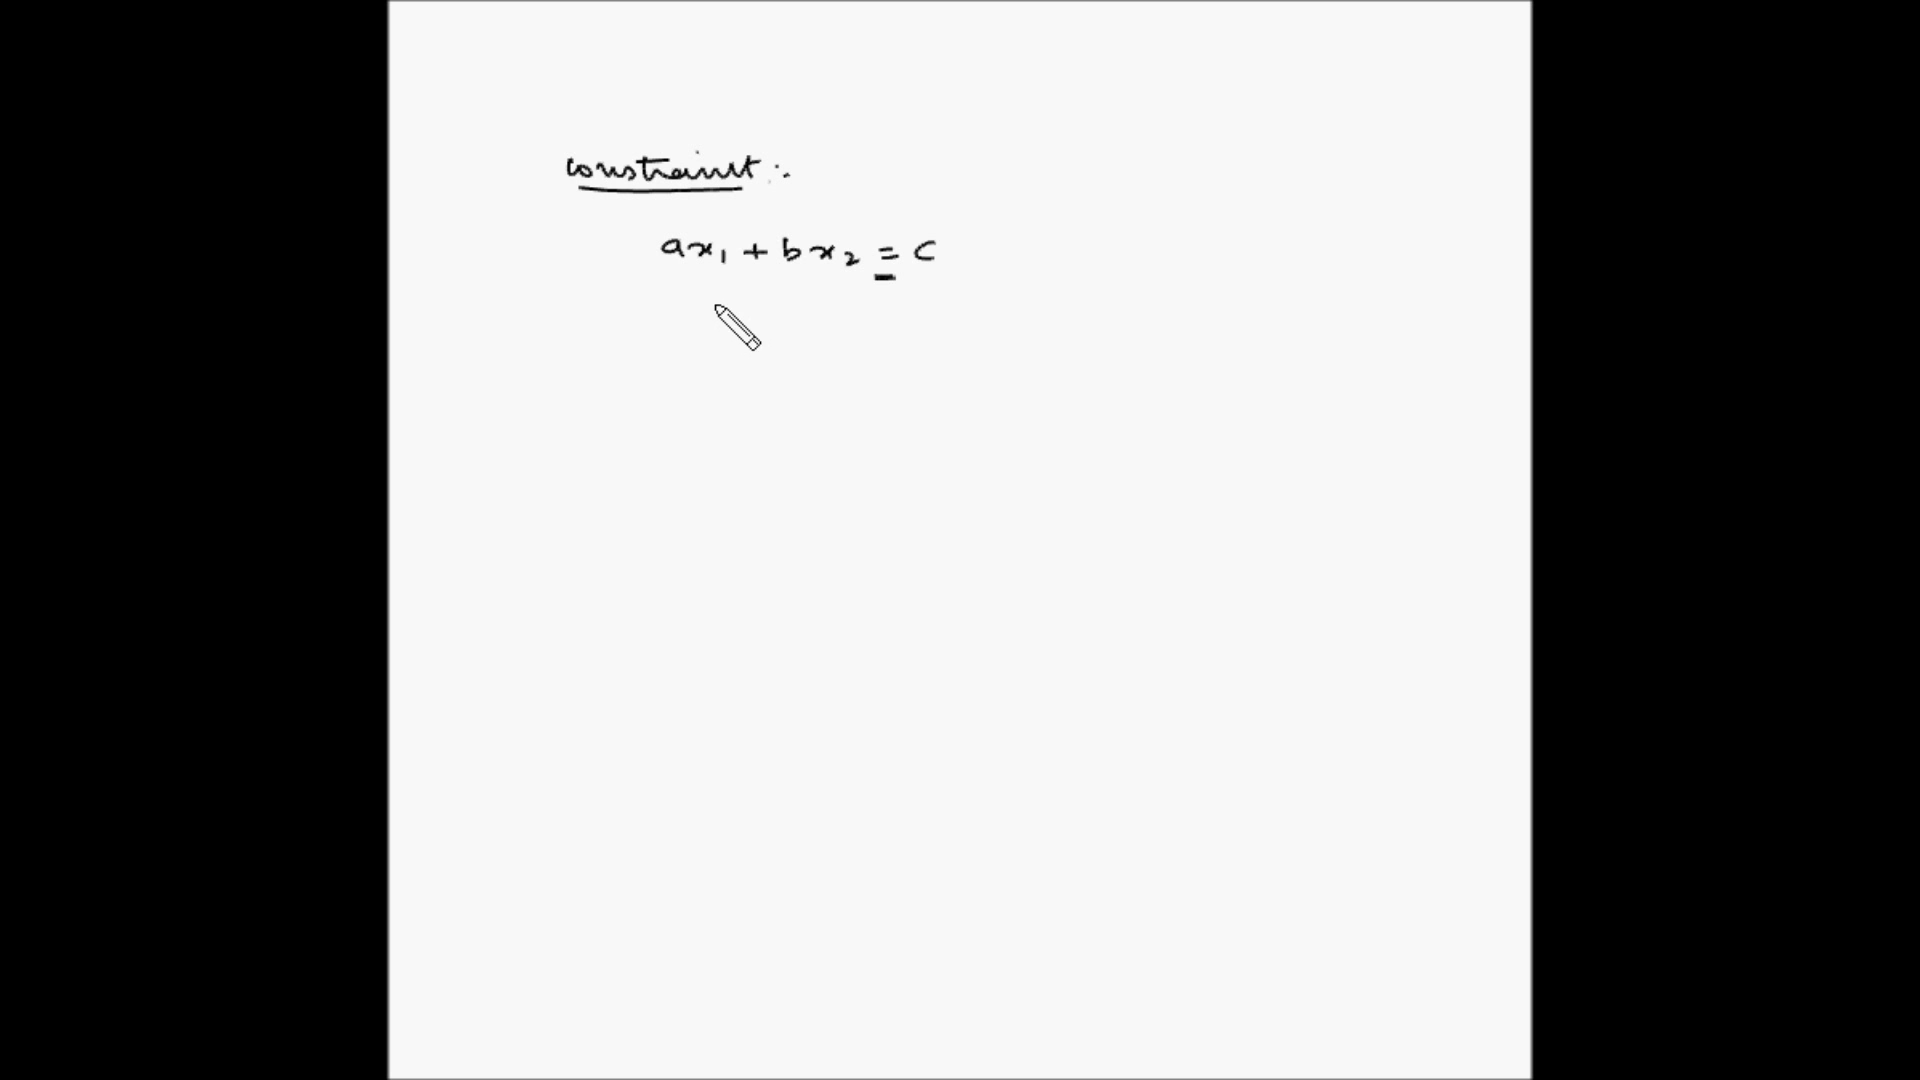 constraint :-
ax₁ + bx₂ = c